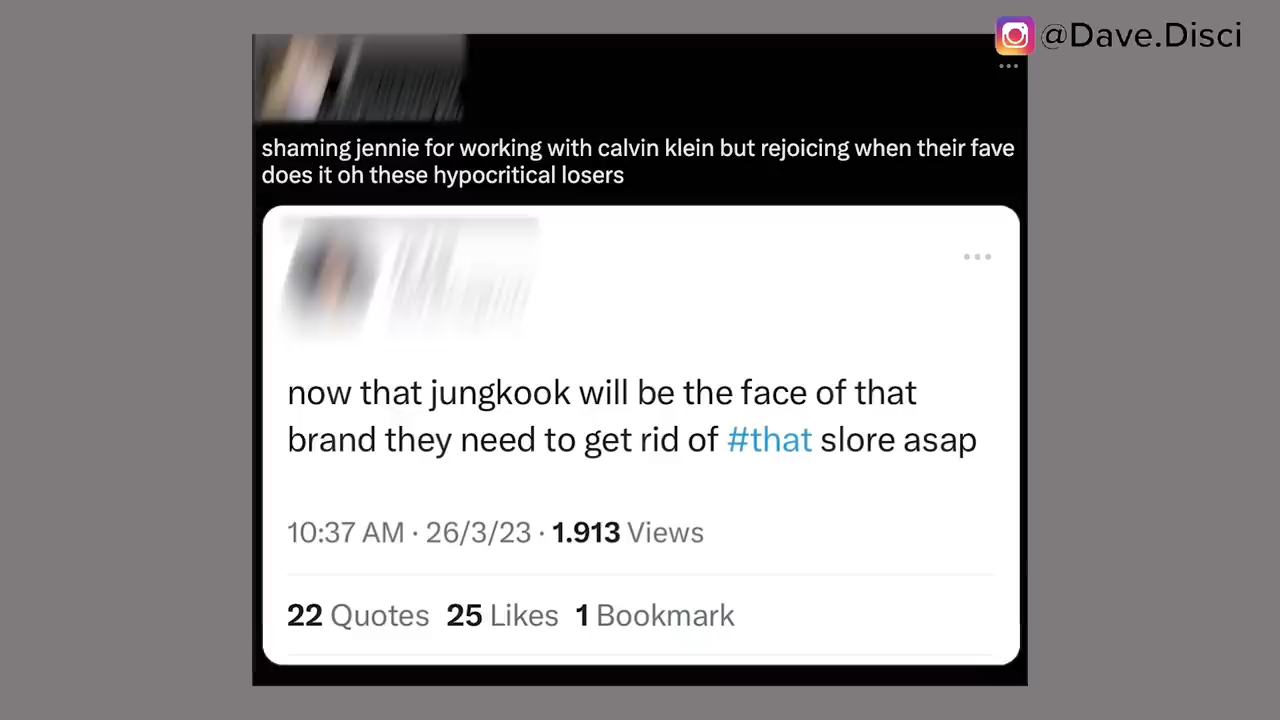 @Dave.Disci
shaming jennie for working with calvin klein but rejoicing when their fave
does it oh these hypocritical losers
now that jungkook will be the face of that
brand they need to get rid of #that slore asap
10:37 AM · 26/3/23 · 1.913 Views
22 Quotes 25 Likes 1 Bookmark